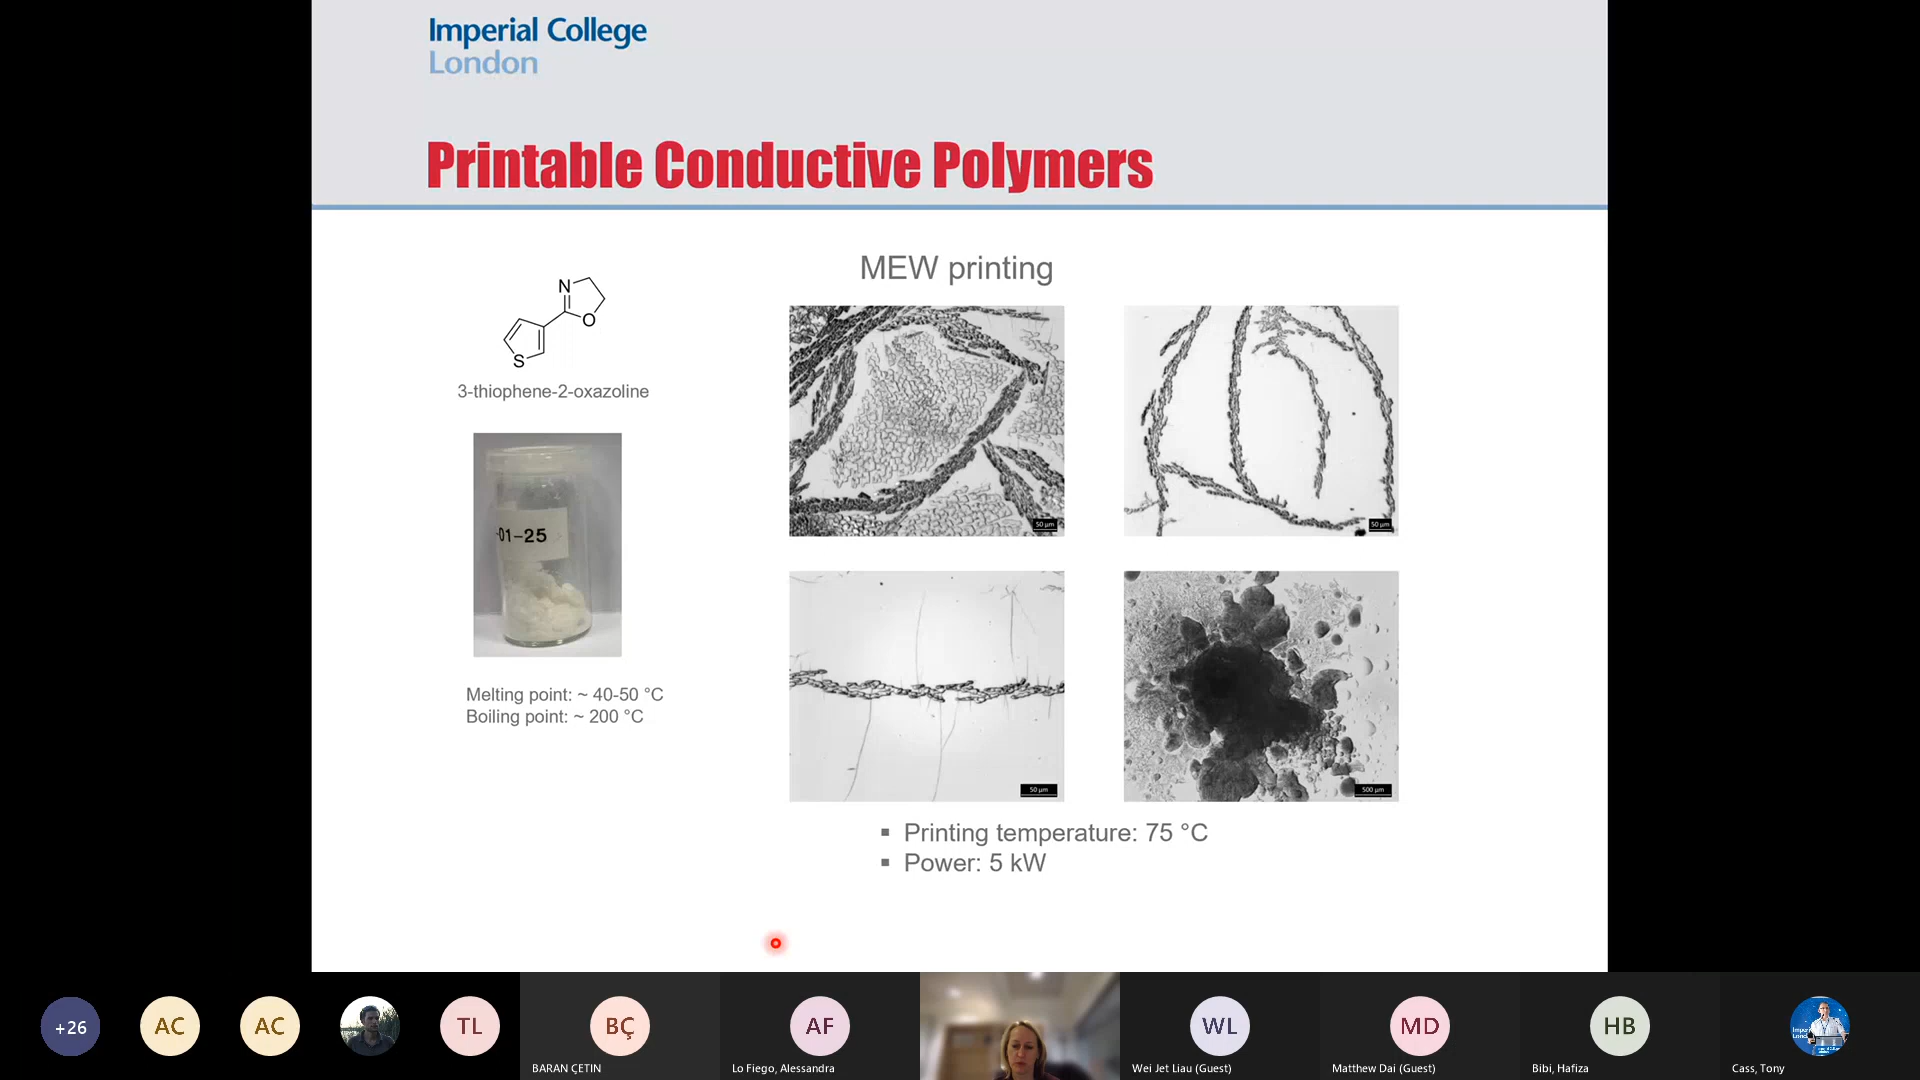 Imperial College
London
Printable Conductive Polymers
MEW printing
N
O
S
3-thiophene-2-oxazoline
-01-25
Melting point: ~ 40-50 °C
Boiling point: ~ 200 °C
50 µm
50 µm
50 µm
500 µm
▪ Printing temperature: 75 °C
▪ Power: 5 kW
+26
AC
AC
TL
BÇ
AF
WL
MD
HB
Imperial
London
BARAN ÇETIN
Lo Fiego, Alessandra
Wei Jet Liau (Guest)
Matthew Dai (Guest)
Bibi, Hafiza
Cass, Tony